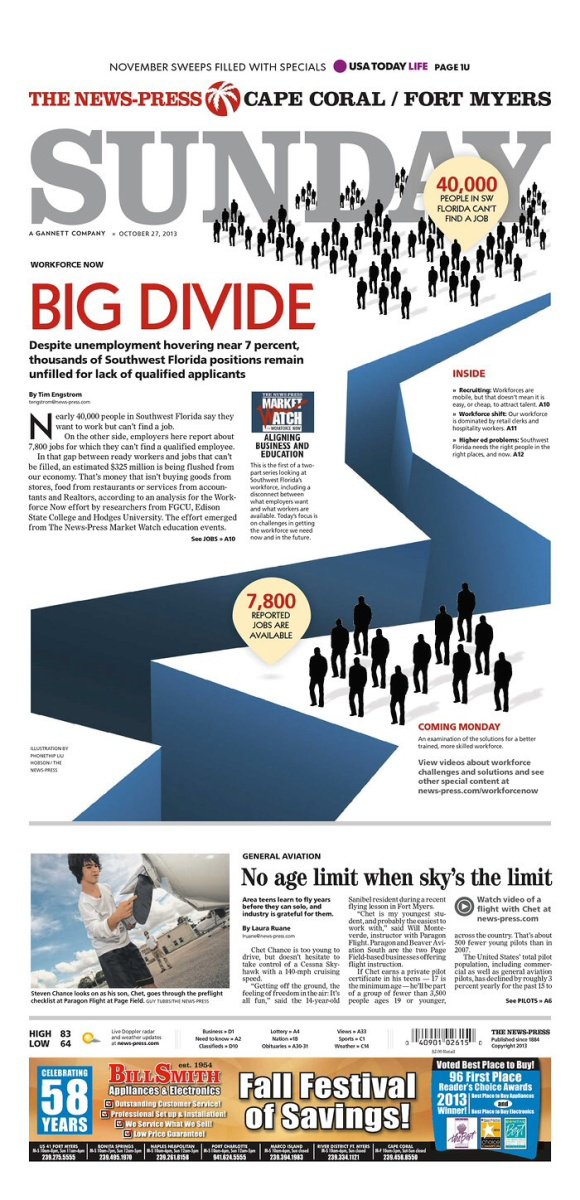 NOVEMBER SWEEPS FILLED WITH SPECIALS USA TODAY LIFE PAGE 1U
THE NEWS-PRESS CAPE CORAL / FORT MYERS
SUNDAY
A GANNETT COMPANY » OCTOBER 27, 2013
40,000
PEOPLE IN SW
FLORIDA CAN'T
FIND A JOB
WORKFORCE NOW
BIG DIVIDE
Despite unemployment hovering near 7 percent,
thousands of Southwest Florida positions remain
unfilled for lack of qualified applicants
By Tim Engstrom
tengstrom@news-press.com
Nearly 40,000 people in Southwest Florida say they
want to work but can't find a job.
On the other side, employers here report about
7,800 jobs for which they can't find a qualified employee.
In that gap between ready workers and jobs that can't
be filled, an estimated $325 million is being flushed from
our economy. That's money that isn't buying goods from
stores, food from restaurants or services from accoun-
tants and Realtors, according to an analysis for the Work-
force Now effort by researchers from FGCU, Edison
State College and Hodges University. The effort emerged
from The News-Press Market Watch education events.
See JOBS » A10
THE NEWS-PRESS
MARKET
WATCH
WORKFORCE NOW
ALIGNING
BUSINESS AND
EDUCATION
This is the first of a two-
part series looking at
Southwest Florida's
workforce, including a
disconnect between
what employers want
and what workers are
available. Today's focus is
on challenges in getting
the workforce we need
now and in the future.
INSIDE
» Recruiting: Workforces are
mobile, but that doesn't mean it is
easy, or cheap, to attract talent. A10
» Workforce shift: Our workforce
is dominated by retail clerks and
hospitality workers. A11
» Higher ed problems: Southwest
Florida needs the right people in the
right places, and now. A12
7,800
REPORTED
JOBS ARE
AVAILABLE
COMING MONDAY
An examination of the solutions for a better
trained, more skilled workforce.
View videos about workforce
challenges and solutions and see
other special content at
news-press.com/workforcenow
ILLUSTRATION BY
PHONETHIP LIU
HOBSON / THE
NEWS-PRESS
Steven Chance looks on as his son, Chet, goes through the preflight
checklist at Paragon Flight at Page Field. GUY TUBBS/THE NEWS-PRESS
GENERAL AVIATION
No age limit when sky's the limit
Area teens learn to fly years
before they can solo, and
industry is grateful for them.
By Laura Ruane
lruane@news-press.com
Chet Chance is too young to
drive, but doesn't hesitate to
take control of a Cessna Sky-
hawk with a 140-mph cruising
speed.
"Getting off the ground, the
feeling of freedom in the air: It's
all fun," said the 14-year-old
Sanibel resident during a recent
flying lesson in Fort Myers.
"Chet is my youngest stu-
dent, and probably the easiest to
work with," said Will Monte-
verde, instructor with Paragon
Flight. Paragon and Beaver Avi-
ation South are the two Page
Field-based businesses offering
flight instruction.
If Chet earns a private pilot
certificate in his teens — 17 is
the minimum age — he'll be part
of a group of fewer than 3,500
people ages 19 or younger,
Watch video of a
flight with Chet at
news-press.com
across the country. That's about
500 fewer young pilots than in
2007.
The United States' total pilot
population, including commer-
cial as well as general aviation
pilots, has declined by roughly 3
percent yearly for the past 15 to
See PILOTS » A6
HIGH 83
LOW 64
Live Doppler radar
and weather updates
at news-press.com
Business » D1
Need to know » A2
Classifieds » D10
Lottery » A4
Nation »1B
Obituaries » A30-31
Views » A33
Sports » C1
Weather » C14
0 40901 02615 0
$2.00 Retail
THE NEWS-PRESS
Published since 1884
Copyright 2013
CELEBRATING
58
YEARS
est. 1954
BILLSMITH
Appliances & Electronics
Outstanding Customer Service!
Professional Set up & Installation!
We Service What We Sell!
Low Price Guarantee!
Fall Festival
of Savings!
Voted Best Place to Buy!
96 First Place
Reader's Choice Awards
2013
Winner!
Best Place to Buy Appliances
and
Best Place to Buy Electronics
US 41 FORT MYERS
239.275.5555
BONITA SPRINGS
239.495.1970
NAPLES NEAPOLITAN
239.261.8158
PORT CHARLOTTE
941.624.5555
MARCO ISLAND
239.394.1983
RIVER DISTRICT FT. MYERS
239.334.1121
CAPE CORAL
239.458.8550